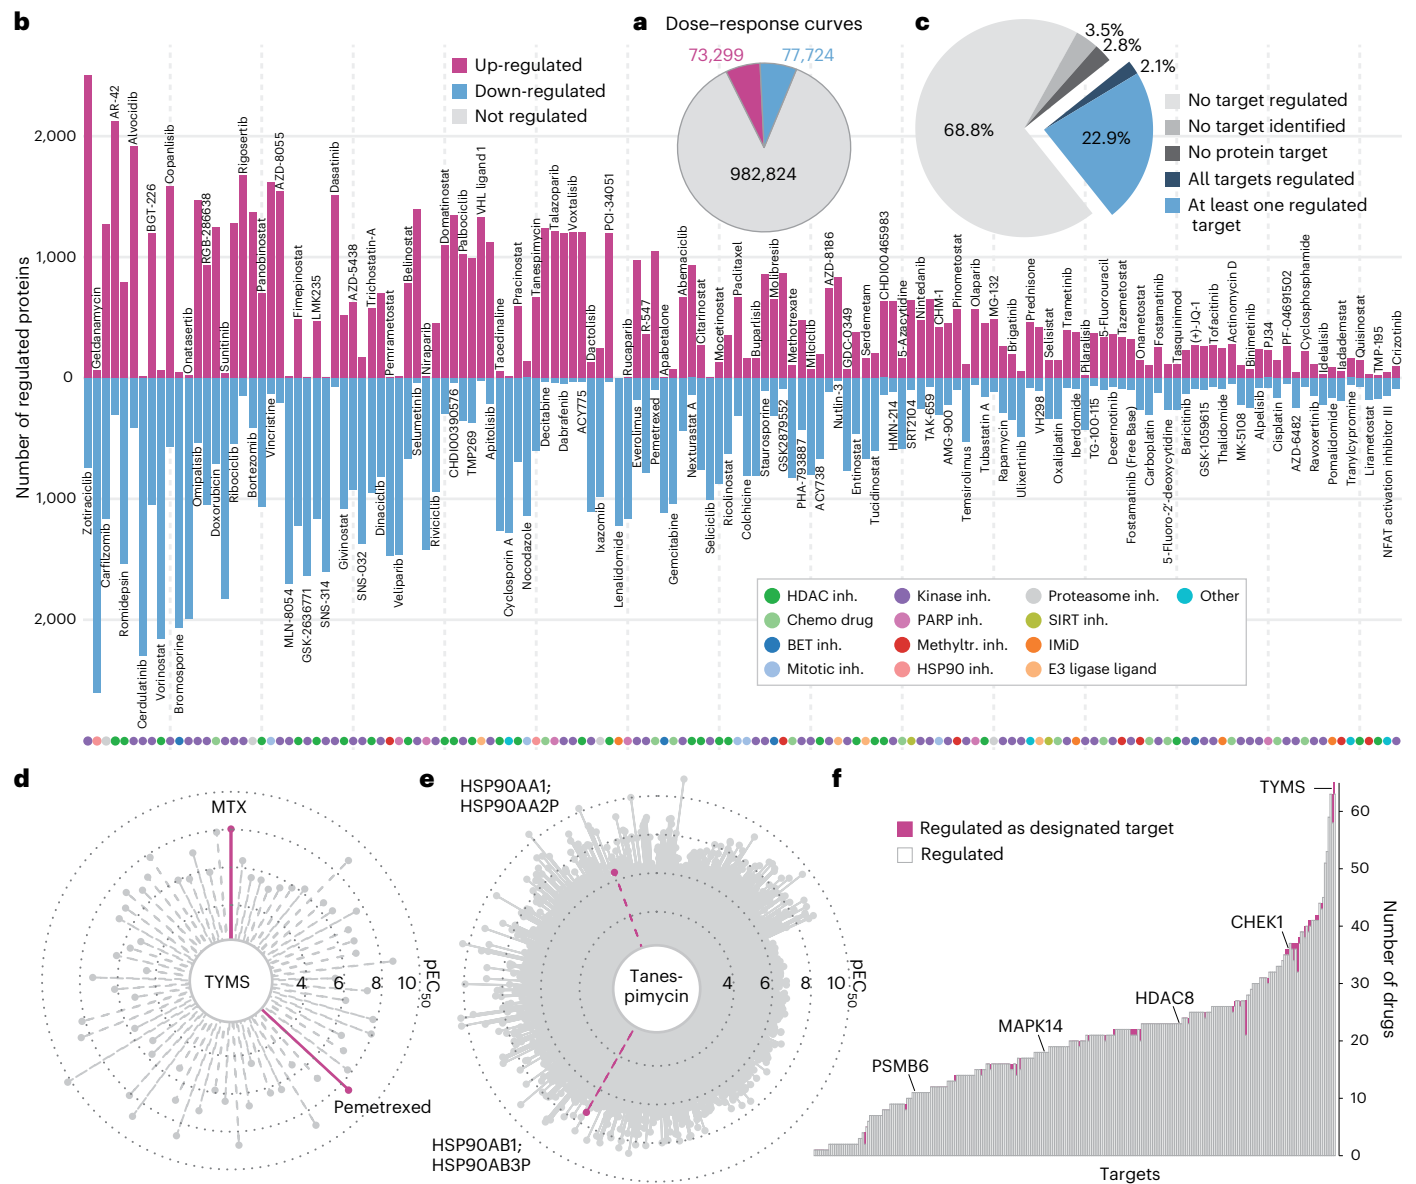 b
a
Dose–response curves
c
73,299
77,724
982,824
Up-regulated
Down-regulated
Not regulated
3.5%
2.8%
2.1%
68.8%
22.9%
No target regulated
No target identified
No protein target
All targets regulated
At least one regulated
target
Number of regulated proteins
2,000
1,000
0
1,000
2,000
Zotiraciclib
Geldanamycin
Carfilzomib
AR-42
Romidepsin
Alvocidib
Cerdulatinib
BGT-226
Vorinostat
Copanlisib
Bromosporine
Onatasertib
Omipalisib
RGB-286638
Doxorubicin
Sunitinib
Ribociclib
Rigosertib
Bortezomib
Panobinostat
Vincristine
AZD-8055
MLN-8054
Fimepinostat
GSK-2636771
LMK235
SNS-314
Dasatinib
Givinostat
AZD-5438
SNS-032
Trichostatin-A
Dinaciclib
Pemrametostat
Veliparib
Belinostat
Selumetinib
Niraparib
Riviciclib
Domatinostat
CHDI00390576
Palbociclib
TMP269
VHL ligand 1
Apitolisib
Tacedinaline
Cyclosporin A
Pracinostat
Nocodazole
Tanespimycin
Decitabine
Talazoparib
Dabrafenib
Voxtalisib
ACY775
Dactolisib
Ixazomib
PCI-34051
Lenalidomide
Rucaparib
Everolimus
R-547
Pemetrexed
Apabetalone
Gemcitabine
Abemaciclib
Nexturastat A
Citarinostat
Seliciclib
Mocetinostat
Ricolinostat
Paclitaxel
Colchicine
Buparlisib
Staurosporine
Molibresib
GSK2879552
Methotrexate
PHA-793887
Milciclib
ACY738
AZD-8186
Nutlin-3
GDC-0349
Entinostat
Serdemetam
Tucidinostat
CHDI00465983
HMN-214
5-Azacytidine
SRT2104
Nintedanib
TAK-659
CHM-1
AMG-900
Pinometostat
Temsirolimus
Olaparib
Tubastatin A
MG-132
Rapamycin
Brigatinib
Ulixertinib
Prednisone
VH298
Selisistat
Oxaliplatin
Trametinib
Iberdomide
Pilaralisib
TG-100-115
5-Fluorouracil
Decernotinib
Tazemetostat
Fostamatinib (Free Base)
Onametostat
Carboplatin
Fostamatinib
5-Fluoro-2'-deoxycytidine
Tasquinimod
Baricitinib
(+)-JQ-1
GSK-1059615
Tofacitinib
Thalidomide
Actinomycin D
MK-5108
Binimetinib
Alpelisib
PJ34
Cisplatin
PF-04691502
AZD-6482
Cyclosphosphamide
Ravoxertinib
Idelalisib
Pomalidomide
Iadademstat
Tranylcypromine
Quisinostat
Lirametostat
TMP-195
NFAT activation inhibitor III
Crizotinib
HDAC inh.
Kinase inh.
Proteasome inh.
Other
Chemo drug
PARP inh.
SIRT inh.
BET inh.
Methyltr. inh.
IMiD
Mitotic inh.
HSP90 inh.
E3 ligase ligand
d
MTX
TYMS
4
6
8
10
pEC50
Pemetrexed
e
HSP90AA1;
HSP90AA2P
Tanes-
pimycin
4
6
8
10
pEC50
HSP90AB1;
HSP90AB3P
f
Regulated as designated target
Regulated
TYMS
CHEK1
HDAC8
MAPK14
PSMB6
60
50
40
30
20
10
0
Number of drugs
Targets